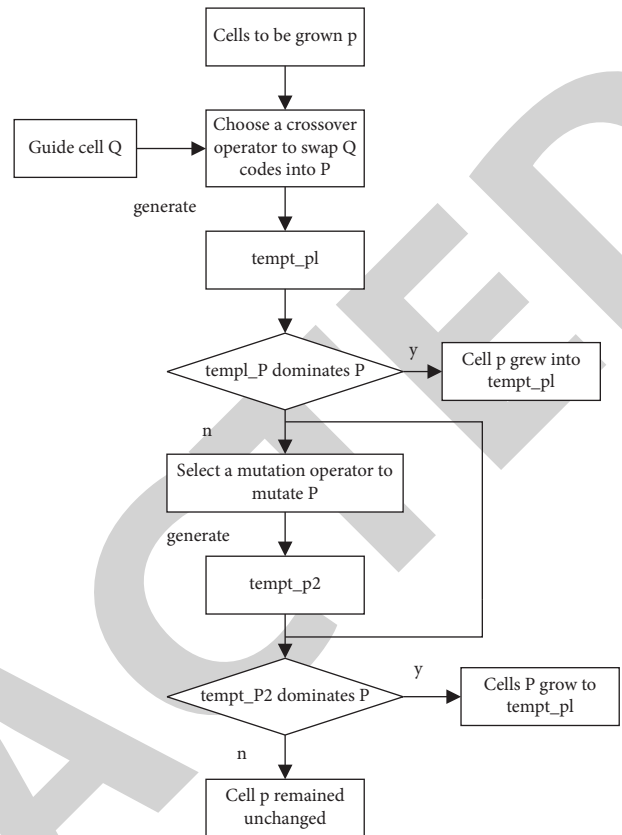 Cells to be grown p
Guide cell Q
Choose a crossover
operator to swap Q
codes into P
generate
tempt_pl
templ_P dominates P
y
Cell p grew into
tempt_pl
n
Select a mutation operator to
mutate P
generate
tempt_p2
tempt_P2 dominates P
y
Cells P grow to
tempt_pl
n
Cell p remained
unchanged